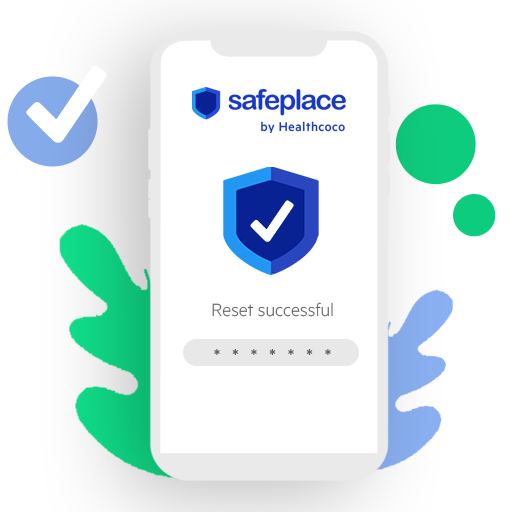 safeplace
by Healthcoco
Reset successful
* * * * * * *